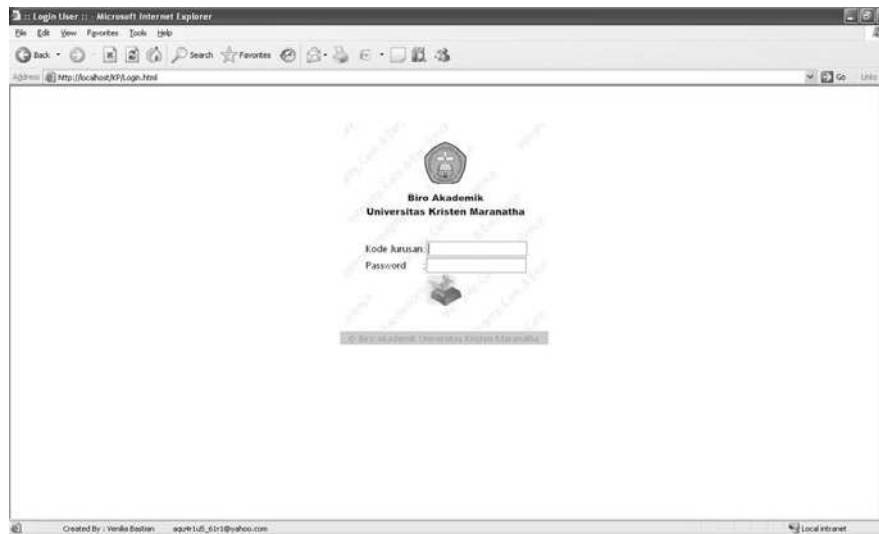 :: Login User :: - Microsoft Internet Explorer
File Edit View Favorites Tools Help
Back Search Favorites
Address http://localhost/KP/Login.html Go Links
Biro Akademik
Universitas Kristen Maranatha
Kode Jurusan:
Password :
© Biro Akademik Universitas Kristen Maranatha
Created By : Venika Bastian Local intranet